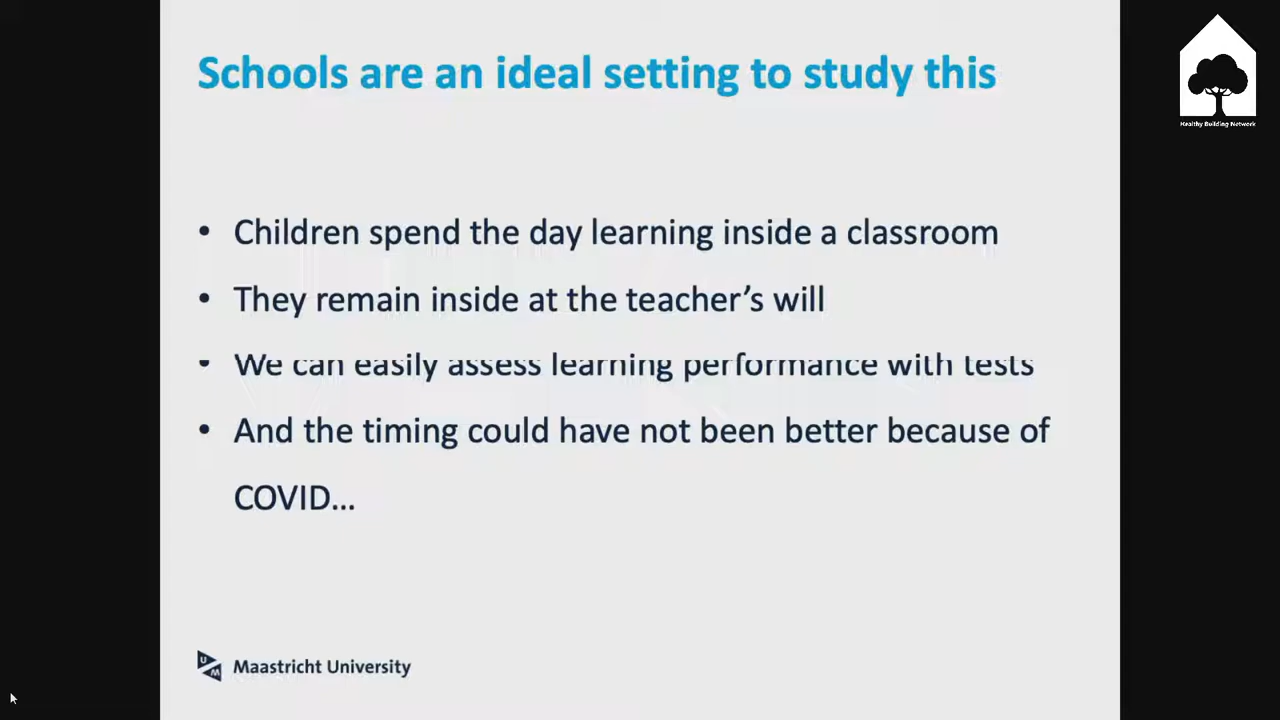 Schools are an ideal setting to study this
Healthy Building Network
• Children spend the day learning inside a classroom
• They remain inside at the teacher’s will
• We can easily assess learning performance with tests
• And the timing could have not been better because of
COVID...
UM
Maastricht University